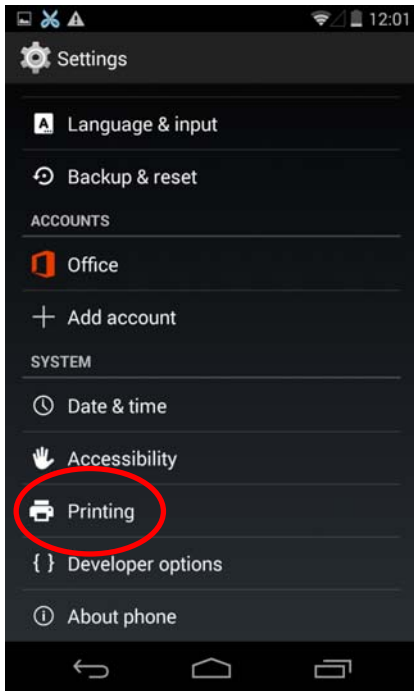 12:01
Settings
Language & input
Backup & reset
ACCOUNTS
Office
Add account
SYSTEM
Date & time
Accessibility
Printing
{ } Developer options
About phone